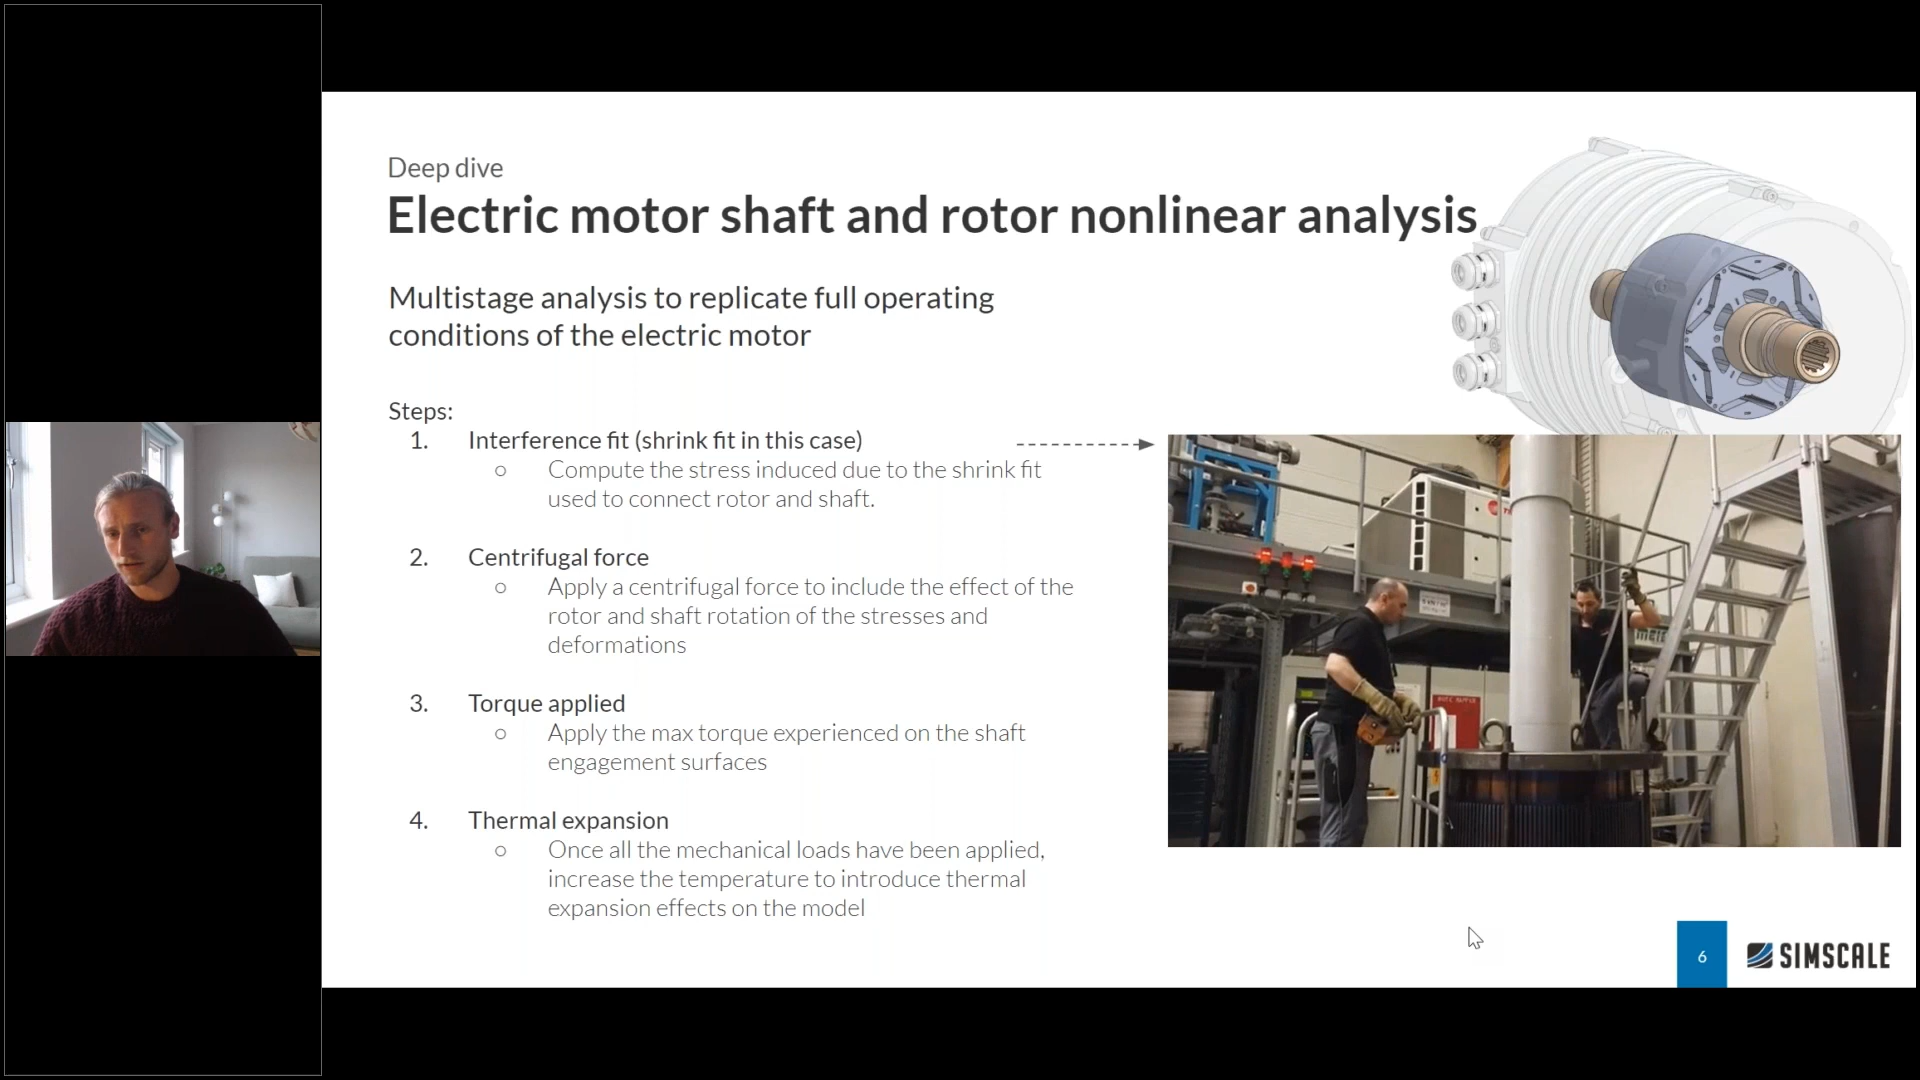 Deep dive
Electric motor shaft and rotor nonlinear analysis
Multistage analysis to replicate full operating
conditions of the electric motor
Steps:
1. Interference fit (shrink fit in this case)
○ Compute the stress induced due to the shrink fit
used to connect rotor and shaft.
2. Centrifugal force
○ Apply a centrifugal force to include the effect of the
rotor and shaft rotation of the stresses and
deformations
3. Torque applied
○ Apply the max torque experienced on the shaft
engagement surfaces
4. Thermal expansion
○ Once all the mechanical loads have been applied,
increase the temperature to introduce thermal
expansion effects on the model
6
SIMSCALE